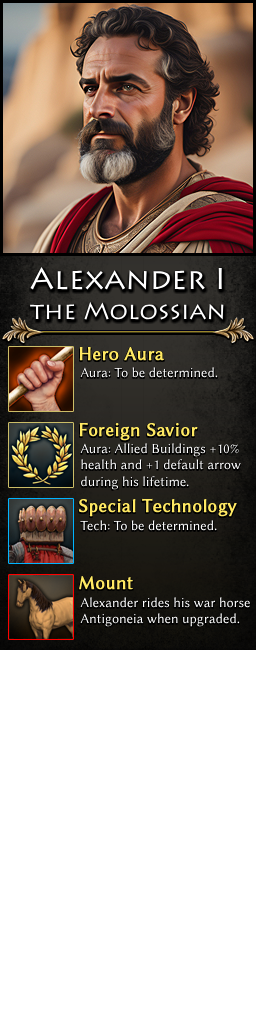 Alexander I
the Molossian
Hero Aura
Aura: To be determined.
Foreign Savior
Aura: Allied Buildings +10%
health and +1 default arrow
during his lifetime.
Special Technology
Tech: To be determined.
Mount
Alexander rides his war horse
Antigoneia when upgraded.